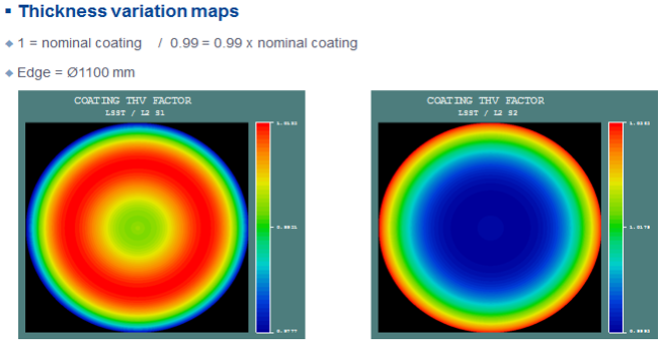 Thickness variation maps
1 = nominal coating / 0.99 = 0.99 x nominal coating
Edge = Ø1100 mm
COATING THV FACTOR
LSST / L2 S1
COATING THV FACTOR
LSST / L2 S2